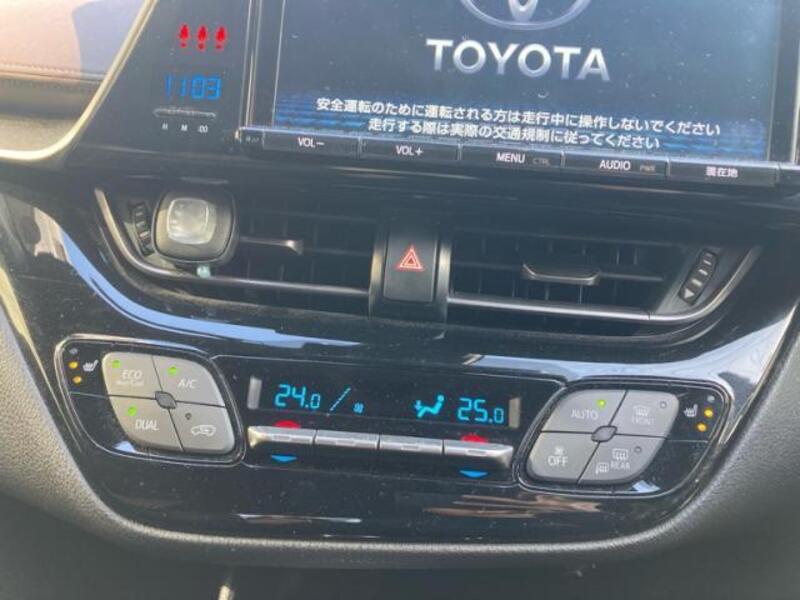 TOYOTA
安全運転のために運転される方は走行中に操作しないでください
走行する際は実際の交通規制に従ってください
1103
H M :00
VOL− VOL+ MENU CTRL AUDIO PWR 現在地
ECO A/C
DUAL
24.0 25.0
AUTO FRONT
OFF REAR